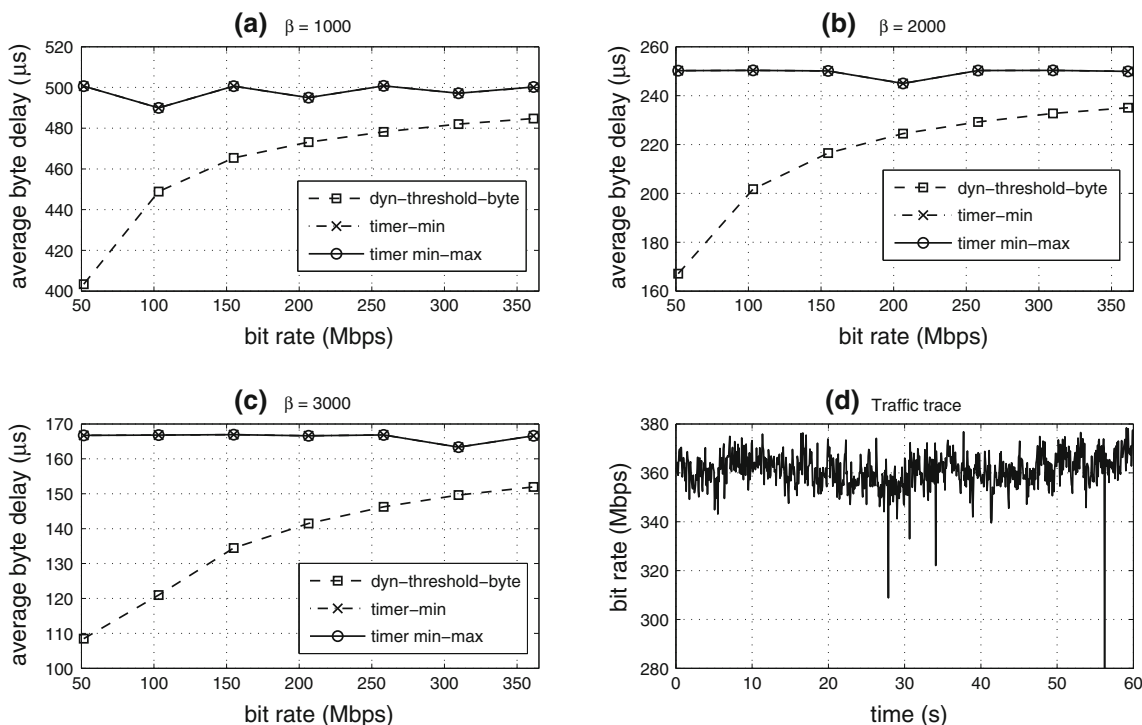 (a) β = 1000
average byte delay (μs)
520
500
480
460
440
420
400
dyn−threshold−byte
timer−min
timer min−max
50 100 150 200 250 300 350
bit rate (Mbps)
(b) β = 2000
average byte delay (μs)
260
240
220
200
180
160
dyn−threshold−byte
timer−min
timer min−max
50 100 150 200 250 300 350
bit rate (Mbps)
(c) β = 3000
average byte delay (μs)
170
160
150
140
130
120
110
100
dyn−threshold−byte
timer−min
timer min−max
50 100 150 200 250 300 350
bit rate (Mbps)
(d) Traffic trace
bit rate (Mbps)
380
360
340
320
300
280
0 10 20 30 40 50 60
time (s)